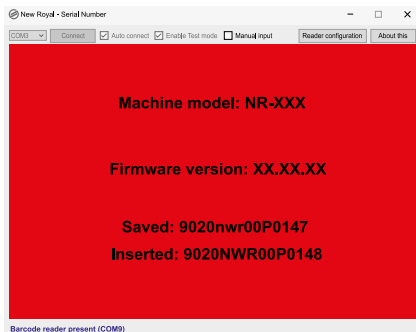 New Royal - Serial Number
COM3 Connect Auto connect Enable Test mode Manual input Reader configuration About this
Machine model: NR-XXX
Firmware version: XX.XX.XX
Saved: 9020nwr00P0147
Inserted: 9020NWR00P0148
Barcode reader present (COM9)